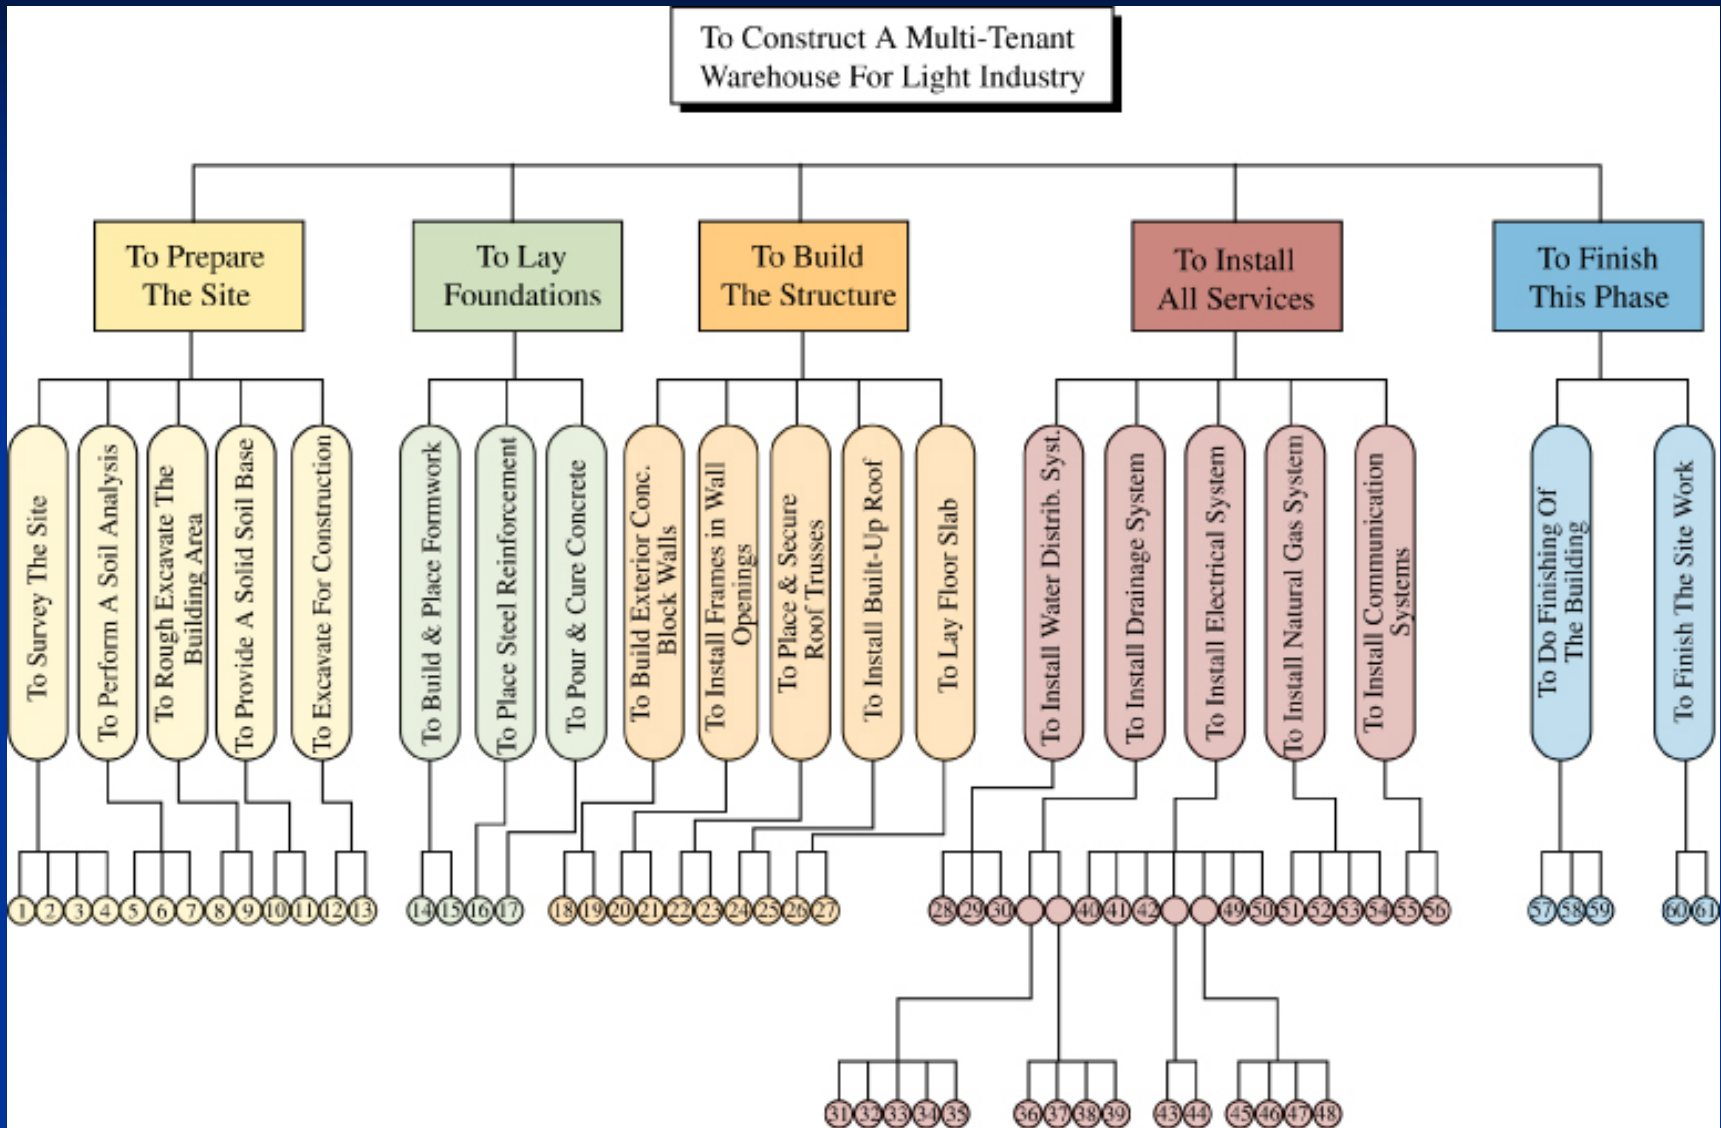 To Construct A Multi-Tenant
Warehouse For Light Industry
To Prepare
The Site
To Lay
Foundations
To Build
The Structure
To Install
All Services
To Finish
This Phase
To Survey The Site
To Perform A Soil Analysis
To Rough Excavate The
Building Area
To Provide A Solid Soil Base
To Excavate For Construction
To Build & Place Formwork
To Place Steel Reinforcement
To Pour & Cure Concrete
To Build Exterior Conc.
Block Walls
To Install Frames in Wall
Openings
To Place & Secure
Roof Trusses
To Install Built-Up Roof
To Lay Floor Slab
To Install Water Distrib. Syst.
To Install Drainage System
To Install Electrical System
To Install Natural Gas System
To Install Communication
Systems
To Do Finishing Of
The Building
To Finish The Site Work
1 2 3 4 5 6 7 8 9 10 11 12 13 14 15 16 17 18 19 20 21 22 23 24 25 26 27 28 29 30 40 41 42 49 50 51 52 53 54 55 56 57 58 59 60 61
31 32 33 34 35 36 37 38 39 43 44 45 46 47 48